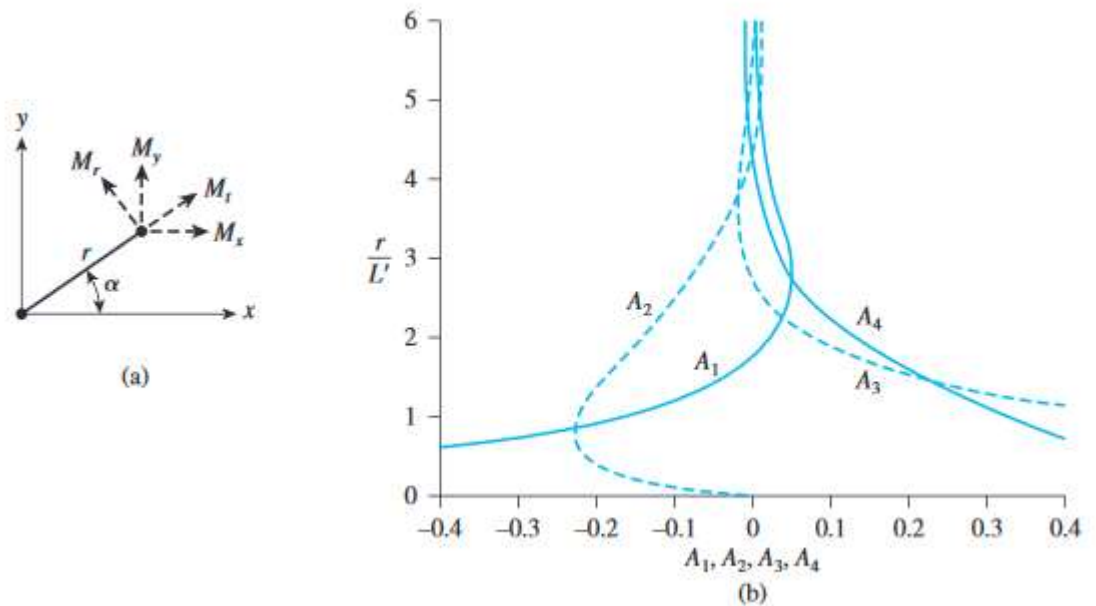 y
M_r
M_y
M_t
M_x
r
α
x
(a)
6
5
4
r/L'
3
2
1
0
A_2
A_1
A_4
A_3
–0.4
–0.3
–0.2
–0.1
0
0.1
0.2
0.3
0.4
A_1, A_2, A_3, A_4
(b)